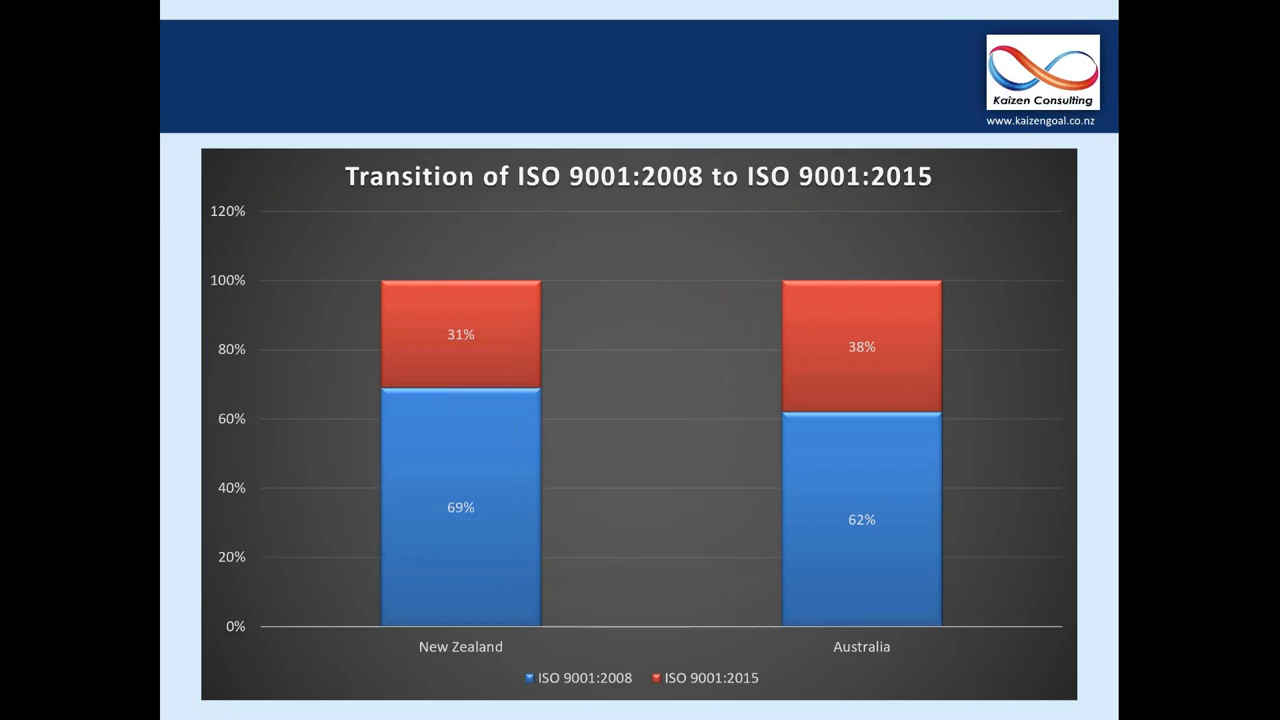 Kaizen Consulting
www.kaizengoal.co.nz
Transition of ISO 9001:2008 to ISO 9001:2015
120%
100%
80%
60%
40%
20%
0%
31%
38%
69%
62%
New Zealand
Australia
ISO 9001:2008
ISO 9001:2015